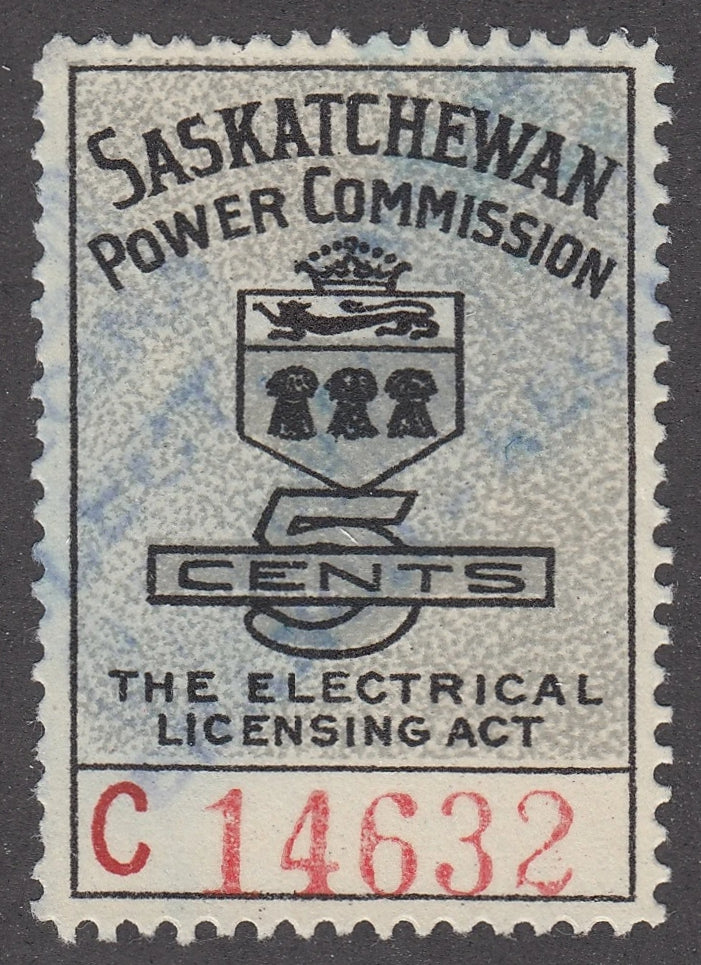 SASKATCHEWAN
POWER COMMISSION
5
CENTS
THE ELECTRICAL
LICENSING ACT
C 14632